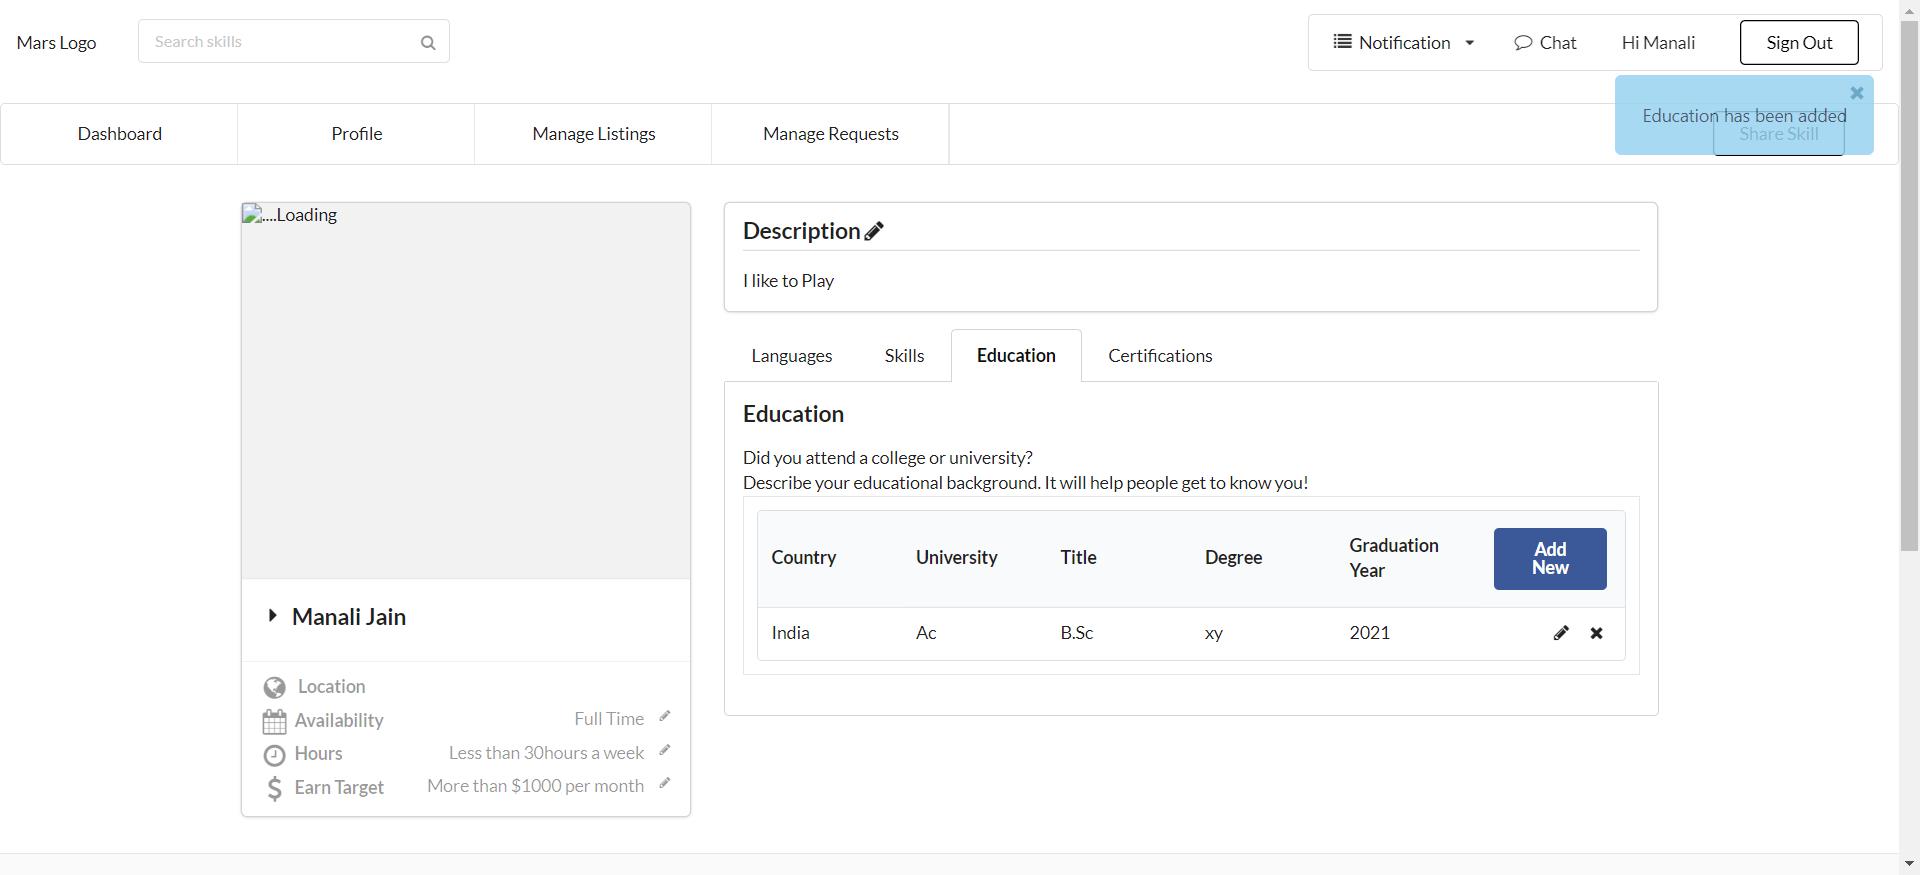 Mars Logo
Search skills
Notification
Chat
Hi Manali
Sign Out
Education has been added
Dashboard
Profile
Manage Listings
Manage Requests
Share Skill
....Loading
Manali Jain
Location
Availability
Full Time
Hours
Less than 30hours a week
Earn Target
More than $1000 per month
Description
I like to Play
Languages
Skills
Education
Certifications
Education
Did you attend a college or university?
Describe your educational background. It will help people get to know you!
Country
University
Title
Degree
Graduation
Year
Add
New
India
Ac
B.Sc
xy
2021